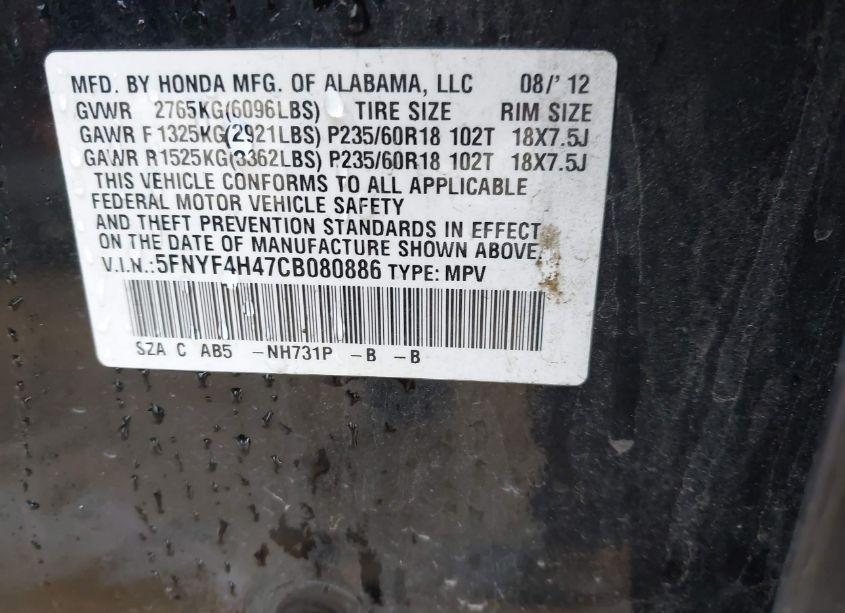 MFD. BY HONDA MFG. OF ALABAMA, LLC 08/' 12
GVWR 2765KG(6096LBS) TIRE SIZE RIM SIZE
GAWR F 1325KG(2921LBS) P235/60R18 102T 18X7.5J
GAWR R1525KG(3362LBS) P235/60R18 102T 18X7.5J
THIS VEHICLE CONFORMS TO ALL APPLICABLE
FEDERAL MOTOR VEHICLE SAFETY
AND THEFT PREVENTION STANDARDS IN EFFECT
ON THE DATE OF MANUFACTURE SHOWN ABOVE.
V.I.N.:5FNYF4H47CB080886 TYPE: MPV
SZA C AB5 -NH731P -B -B